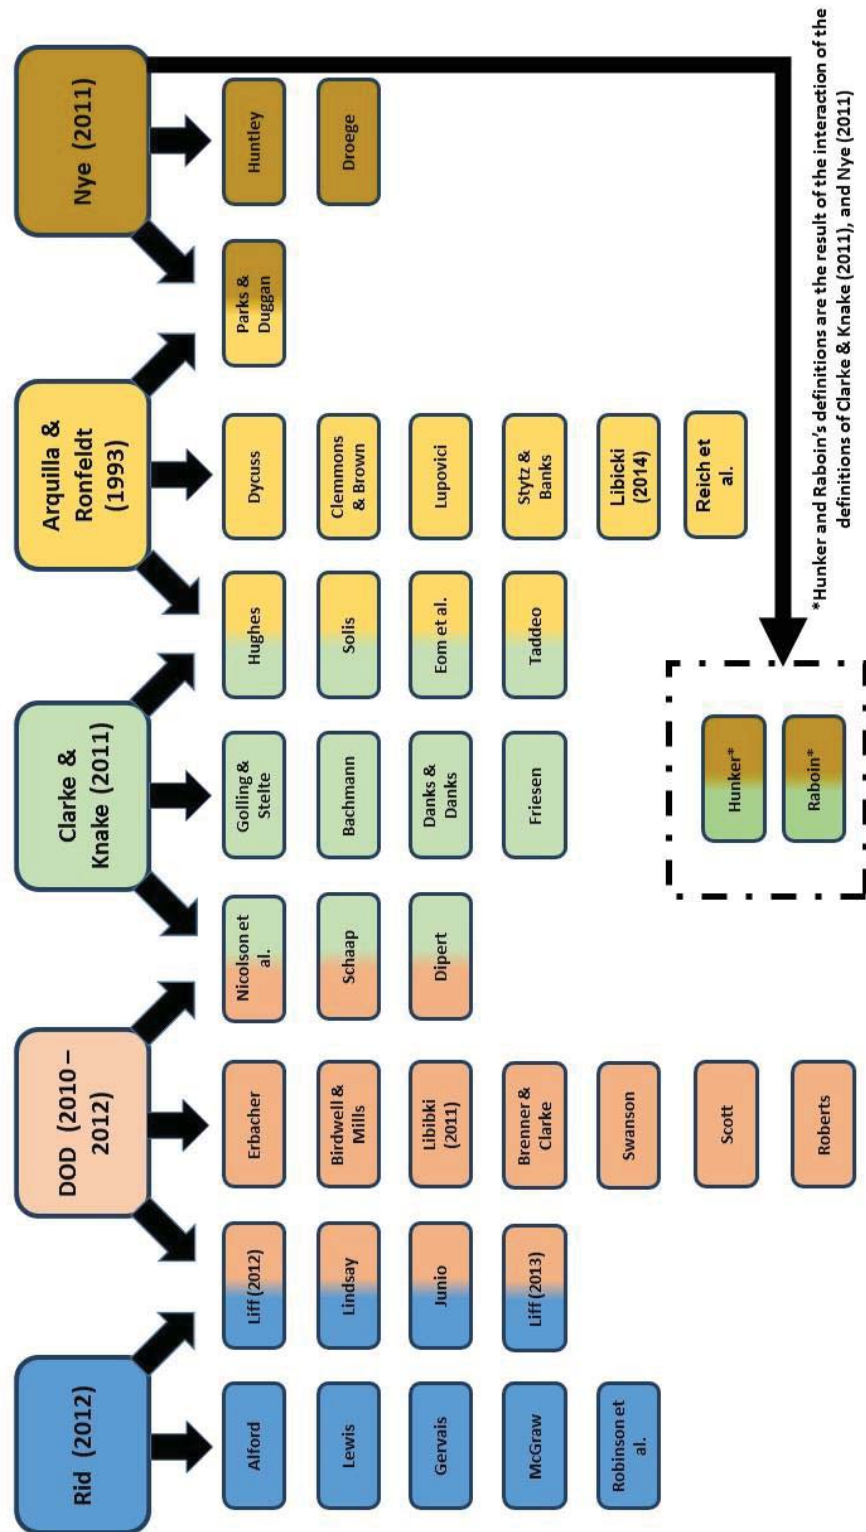 Rid (2012)
DOD (2010–
2012)
Clarke &
Knake (2011)
Arquilla &
Ronfeldt
(1993)
Nye (2011)
Alford
Lewis
Gervais
McGraw
Robinson et
al.
Liff (2012)
Lindsay
Junio
Liff (2013)
Erbacher
Birdwell &
Mills
Libibki
(2011)
Brenner &
Clarke
Swanson
Scott
Roberts
Nicolson et
al.
Schaap
Dipert
Golling &
Stelte
Bachmann
Danks &
Danks
Friesen
Hughes
Solis
Eom et al.
Taddeo
Dycuss
Clemmons
& Brown
Lupovici
Stytz &
Banks
Libicki
(2014)
Reich et
al.
Parks &
Duggan
Huntley
Droege
Hunker*
Raboin*
*Hunker and Raboin's definitions are the result of the interaction of the
definitions of Clarke & Knake (2011), and Nye (2011